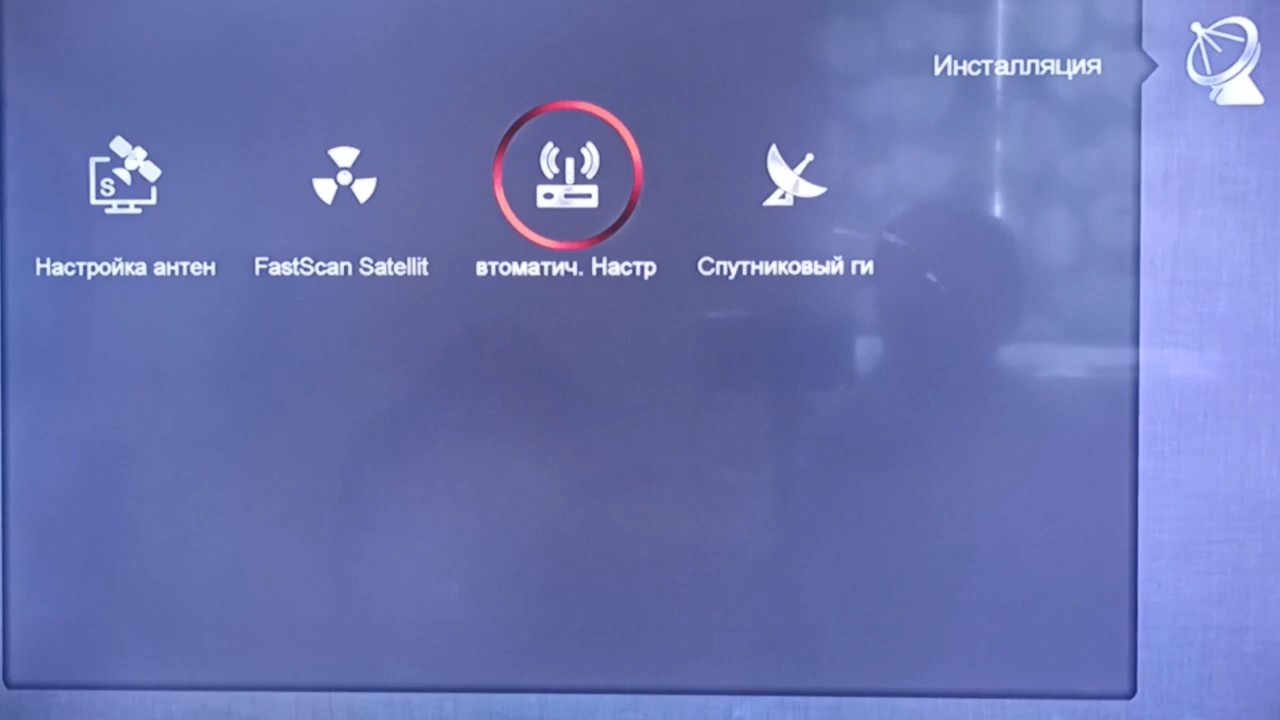 Инсталляция
Настройка антен
FastScan Satellit
втоматич. Настр
Спутниковый ги